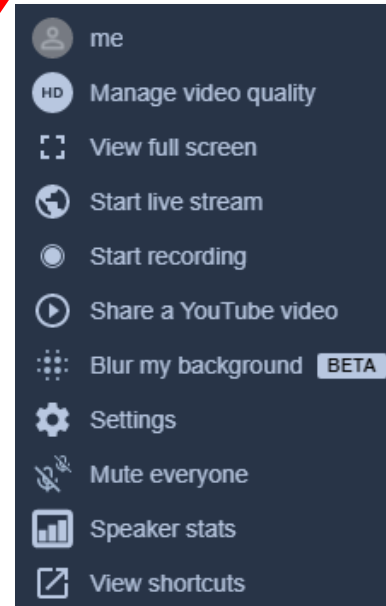 me
HD Manage video quality
View full screen
Start live stream
Start recording
Share a YouTube video
Blur my background BETA
Settings
Mute everyone
Speaker stats
View shortcuts